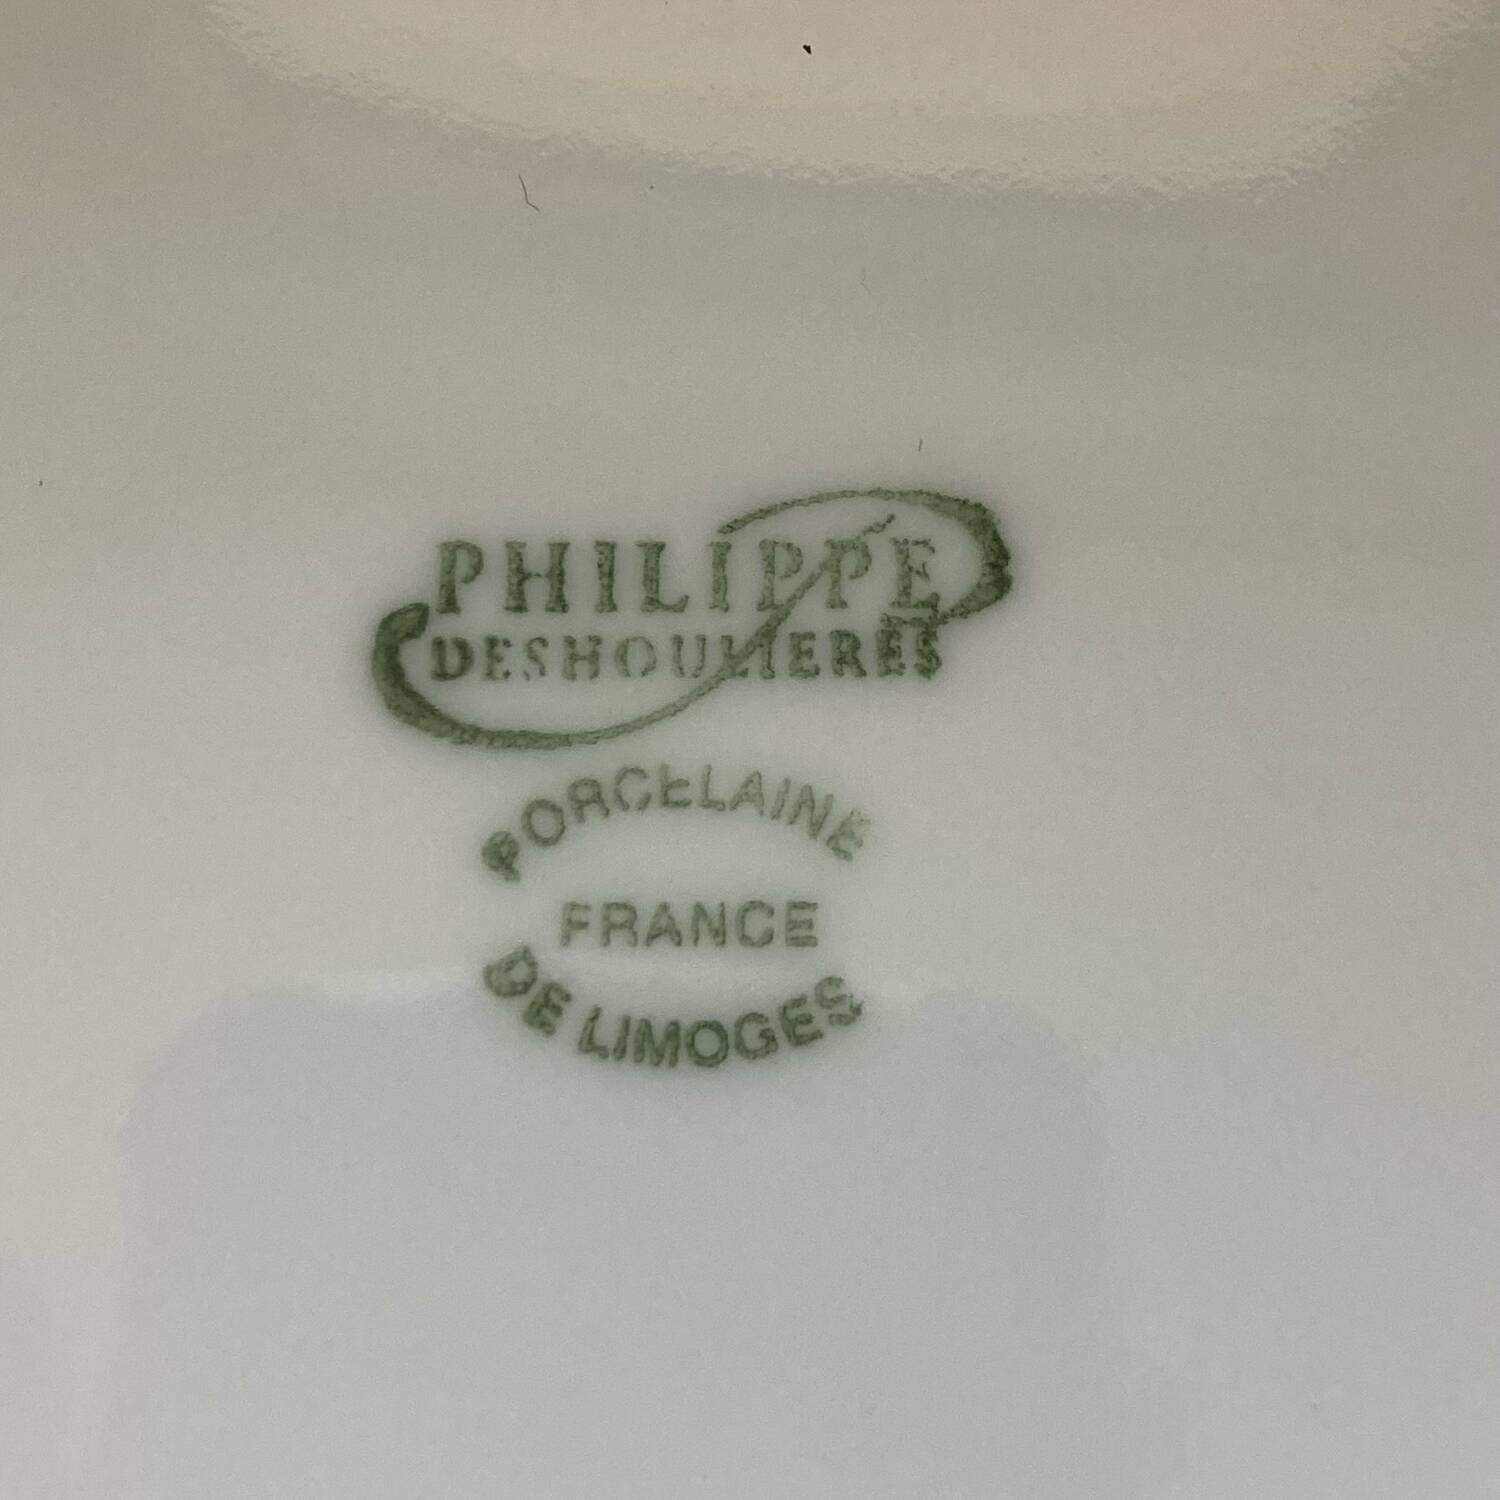 PHILIPPE
DESHOULIERES
PORCELAINE
FRANCE
DE LIMOGES